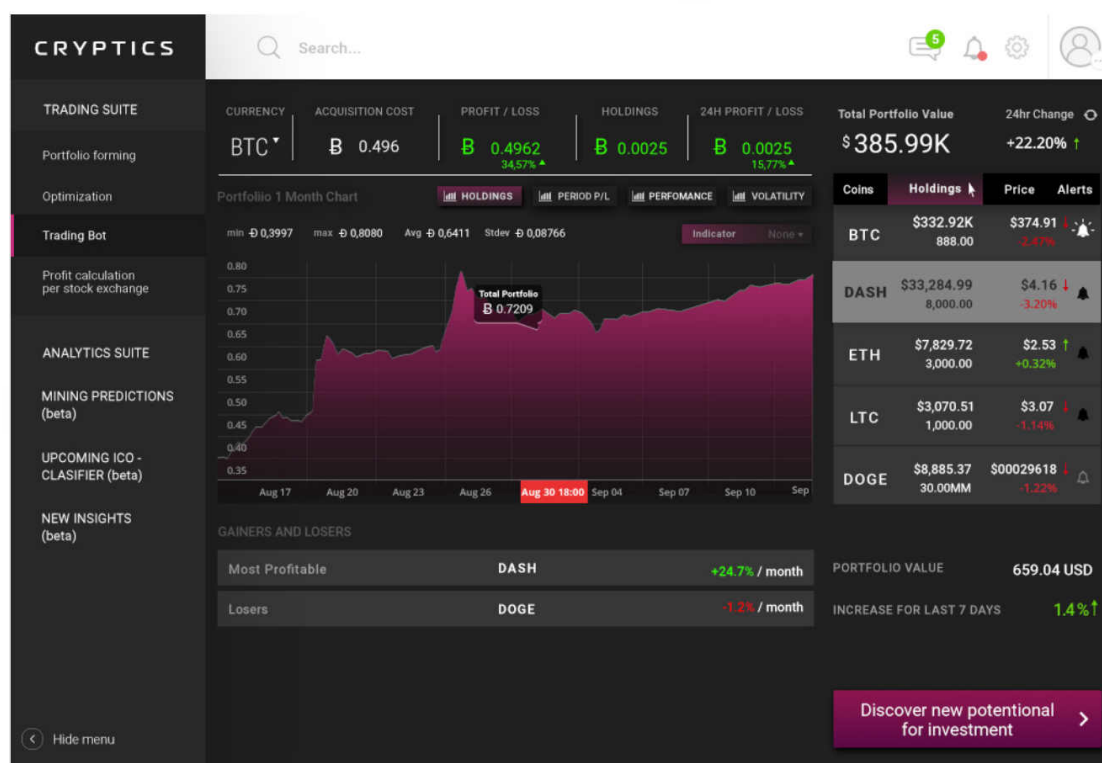 CRYPTICS
Search...
5
TRADING SUITE
Portfolio forming
Optimization
Trading Bot
Profit calculation
per stock exchange
ANALYTICS SUITE
MINING PREDICTIONS
(beta)
UPCOMING ICO -
CLASIFIER (beta)
NEW INSIGHTS
(beta)
Hide menu
CURRENCY ACQUISITION COST PROFIT / LOSS HOLDINGS 24H PROFIT / LOSS
BTC Ƀ 0.496 Ƀ 0.4962 Ƀ 0.0025 Ƀ 0.0025
34,57% ▲ 15,77% ▲
Portfoliio 1 Month Chart HOLDINGS PERIOD P/L PERFOMANCE VOLATILITY
min Ð 0,3997 max Ð 0,8080 Avg Ð 0,6411 Stdev Ð 0,08766 Indicator None
0.80
0.75
0.70
0.65
0.60
0.55
0.50
0.45
0.40
0.35
Total Portfolio
Ƀ 0.7209
Aug 17 Aug 20 Aug 23 Aug 26 Aug 30 18:00 Sep 04 Sep 07 Sep 10 Sep
GAINERS AND LOSERS
Most Profitable DASH +24.7% / month
Losers DOGE -1.2% / month
Total Portfolio Value 24hr Change
$385.99K +22.20% ↑
Coins Holdings Price Alerts
BTC $332.92K $374.91 ↓
888.00 -2.47%
DASH $33,284.99 $4.16 ↓
8,000.00 -3.20%
ETH $7,829.72 $2.53 ↑
3,000.00 +0.32%
LTC $3,070.51 $3.07 ↓
1,000.00 -1.14%
DOGE $8,885.37 $00029618 ↓
30.00MM -1.22%
PORTFOLIO VALUE 659.04 USD
INCREASE FOR LAST 7 DAYS 1.4%↑
Discover new potentional
for investment